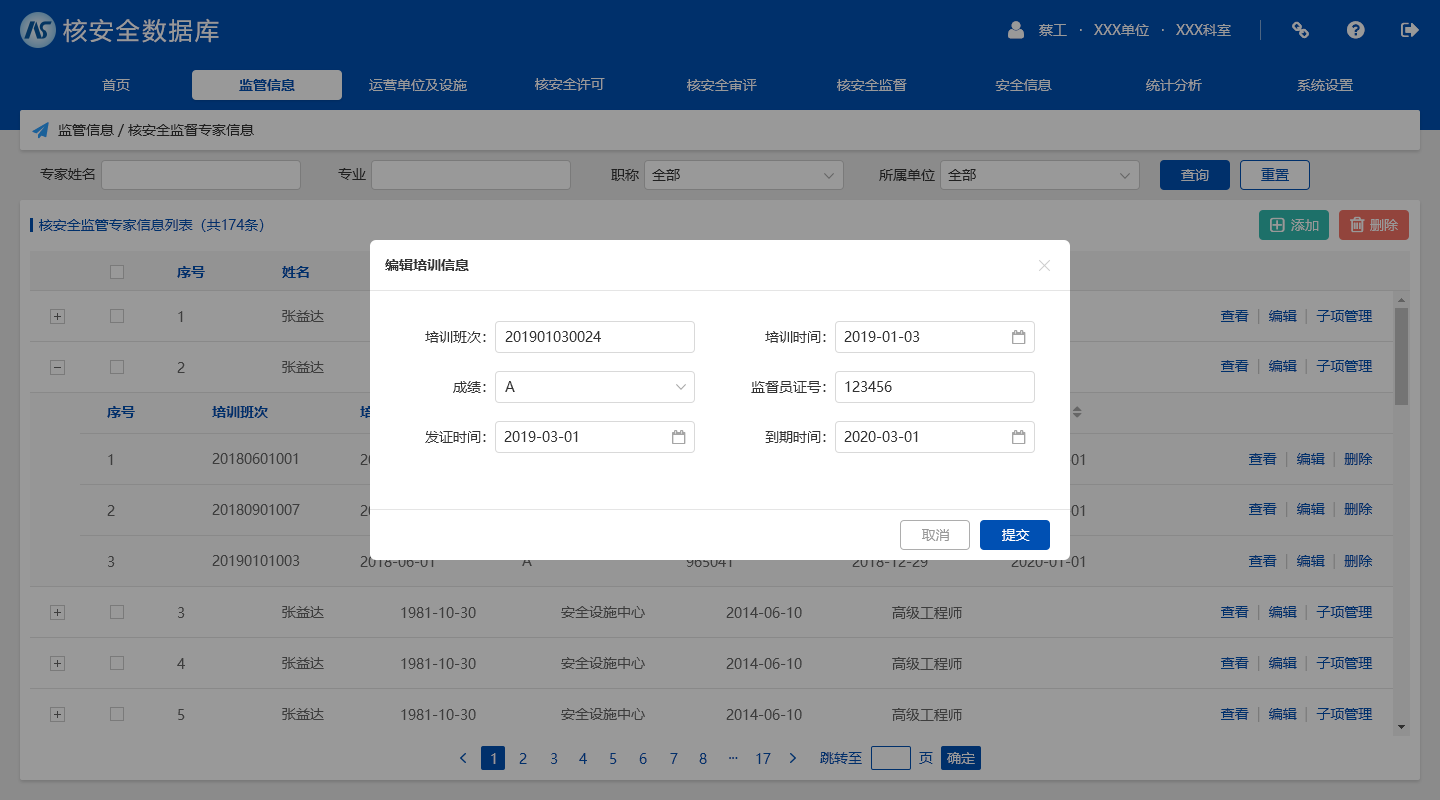 核安全数据库
蔡工 · XXX单位 · XXX科室
首页 监管信息 运营单位及设施 核安全许可 核安全审评 核安全监督 安全信息 统计分析 系统设置
监管信息 / 核安全监督专家信息
专家姓名 专业 职称 全部 所属单位 全部 查询 重置
核安全监管专家信息列表（共174条） 添加 删除
序号 姓名
1 张益达 查看 编辑 子项管理
2 张益达 查看 编辑 子项管理
序号 培训班次
1 20180601001 查看 编辑 删除
2 20180901007 查看 编辑 删除
3 20190101003 2018-06-01 A 965041 2018-12-29 2020-01-01 查看 编辑 删除
3 张益达 1981-10-30 安全设施中心 2014-06-10 高级工程师 查看 编辑 子项管理
4 张益达 1981-10-30 安全设施中心 2014-06-10 高级工程师 查看 编辑 子项管理
5 张益达 1981-10-30 安全设施中心 2014-06-10 高级工程师 查看 编辑 子项管理
1 2 3 4 5 6 7 8 ··· 17 跳转至 页 确定
编辑培训信息
培训班次: 201901030024 培训时间: 2019-01-03
成绩: A 监督员证号: 123456
发证时间: 2019-03-01 到期时间: 2020-03-01
取消 提交